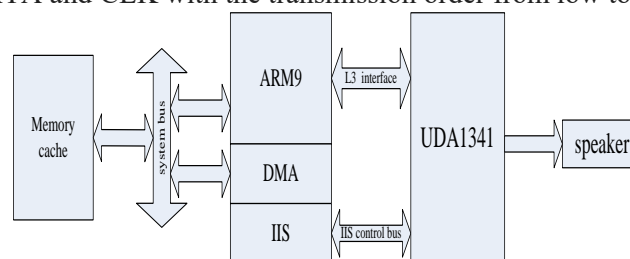 ATA and CLK with the transmission order from low to
Memory
cache
system bus
ARM9
DMA
IIS
L3 interface
IIS control bus
UDA1341
speaker